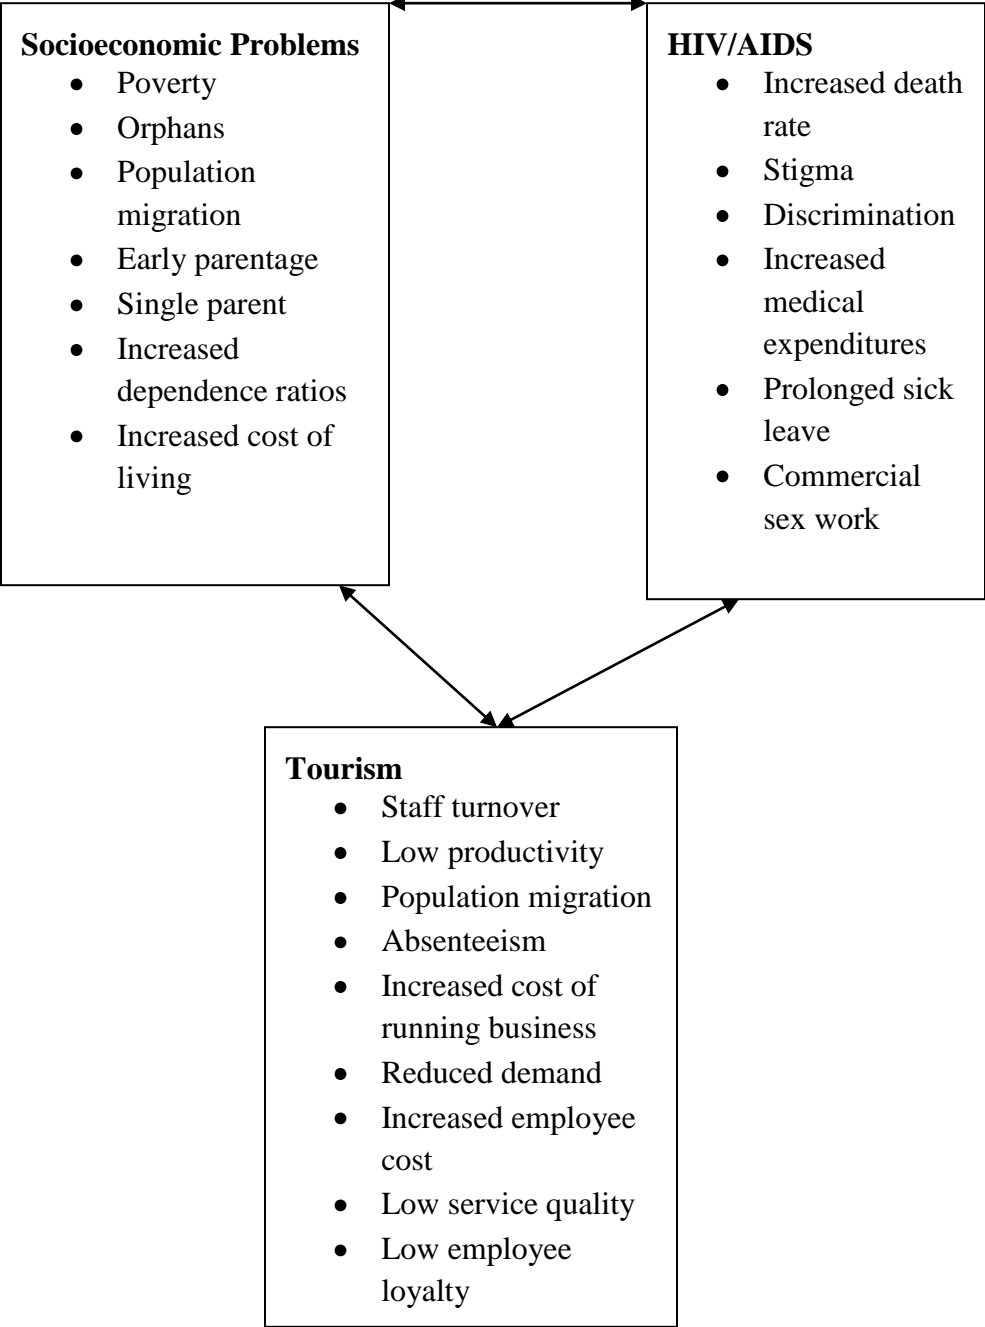 Socioeconomic Problems
• Poverty
• Orphans
• Population
migration
• Early parentage
• Single parent
• Increased
dependence ratios
• Increased cost of
living
HIV/AIDS
• Increased death
rate
• Stigma
• Discrimination
• Increased
medical
expenditures
• Prolonged sick
leave
• Commercial
sex work
Tourism
• Staff turnover
• Low productivity
• Population migration
• Absenteeism
• Increased cost of
running business
• Reduced demand
• Increased employee
cost
• Low service quality
• Low employee
loyalty